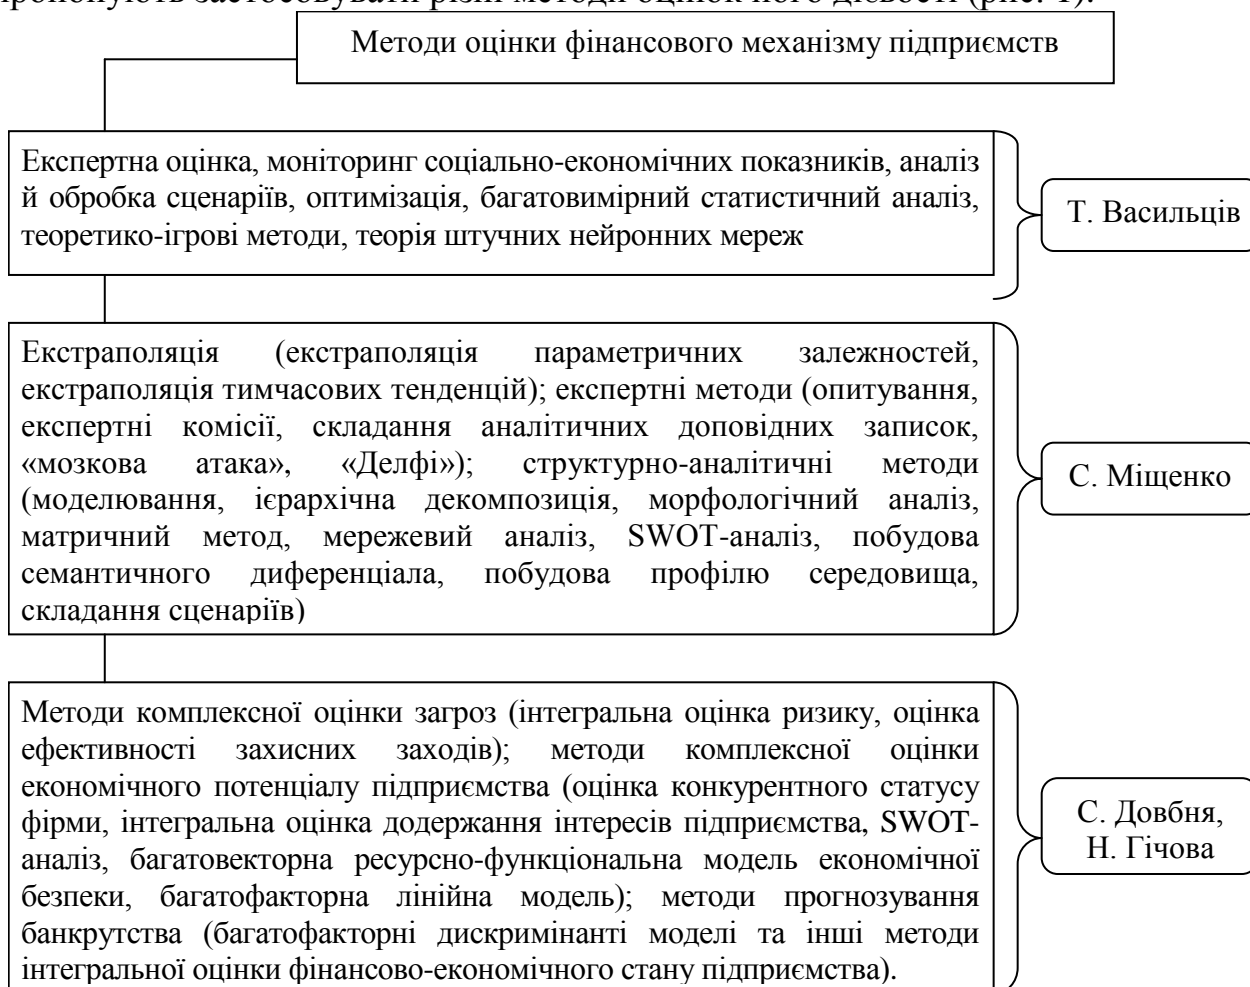 пропонують застосовувати різні методи оцінок його дієвості (рис. 1).
Методи оцінки фінансового механізму підприємств
Експертна оцінка, моніторинг соціально-економічних показників, аналіз
й обробка сценаріїв, оптимізація, багатовимірний статистичний аналіз,
теоретико-ігрові методи, теорія штучних нейронних мереж
Т. Васильців
Екстраполяція (екстраполяція параметричних залежностей,
екстраполяція тимчасових тенденцій); експертні методи (опитування,
експертні комісії, складання аналітичних доповідних записок,
«мозкова атака», «Делфі»); структурно-аналітичні методи
(моделювання, ієрархічна декомпозиція, морфологічний аналіз,
матричний метод, мережевий аналіз, SWOT-аналіз, побудова
семантичного диференціала, побудова профілю середовища,
складання сценаріїв)
С. Міщенко
Методи комплексної оцінки загроз (інтегральна оцінка ризику, оцінка
ефективності захисних заходів); методи комплексної оцінки
економічного потенціалу підприємства (оцінка конкурентного статусу
фірми, інтегральна оцінка додержання інтересів підприємства, SWOT-
аналіз, багатовекторна ресурсно-функціональна модель економічної
безпеки, багатофакторна лінійна модель); методи прогнозування
банкрутства (багатофакторні дискримінанті моделі та інші методи
інтегральної оцінки фінансово-економічного стану підприємства).
С. Довбня,
Н. Гічова